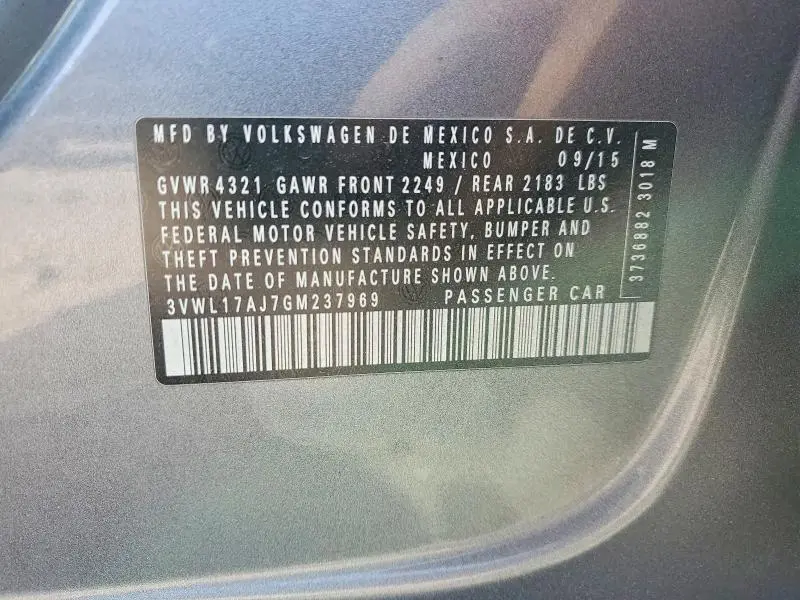 MFD BY VOLKSWAGEN DE MEXICO S.A. DE C.V.
MEXICO 09/15
GVWR 4321 GAWR FRONT 2249 / REAR 2183 LBS
THIS VEHICLE CONFORMS TO ALL APPLICABLE U.S.
FEDERAL MOTOR VEHICLE SAFETY, BUMPER AND
THEFT PREVENTION STANDARDS IN EFFECT ON
THE DATE OF MANUFACTURE SHOWN ABOVE.
3VWL17AJ7GM237969 PASSENGER CAR
3736882 3018 M